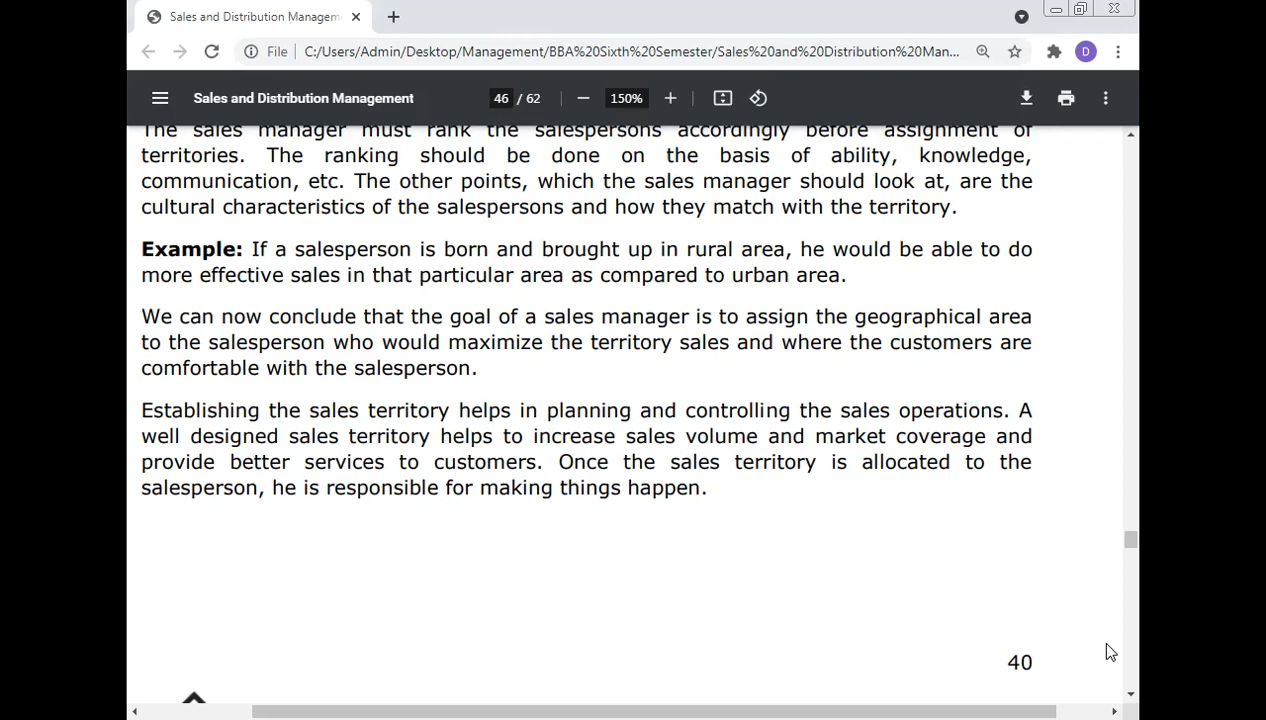 Sales and Distribution Managem
File C:/Users/Admin/Desktop/Management/BBA%20Sixth%20Semester/Sales%20and%20Distribution%20Man...
D
Sales and Distribution Management 46 / 62 150%
The sales manager must rank the salespersons accordingly before assignment of
territories. The ranking should be done on the basis of ability, knowledge,
communication, etc. The other points, which the sales manager should look at, are the
cultural characteristics of the salespersons and how they match with the territory.
Example: If a salesperson is born and brought up in rural area, he would be able to do
more effective sales in that particular area as compared to urban area.
We can now conclude that the goal of a sales manager is to assign the geographical area
to the salesperson who would maximize the territory sales and where the customers are
comfortable with the salesperson.
Establishing the sales territory helps in planning and controlling the sales operations. A
well designed sales territory helps to increase sales volume and market coverage and
provide better services to customers. Once the sales territory is allocated to the
salesperson, he is responsible for making things happen.
40